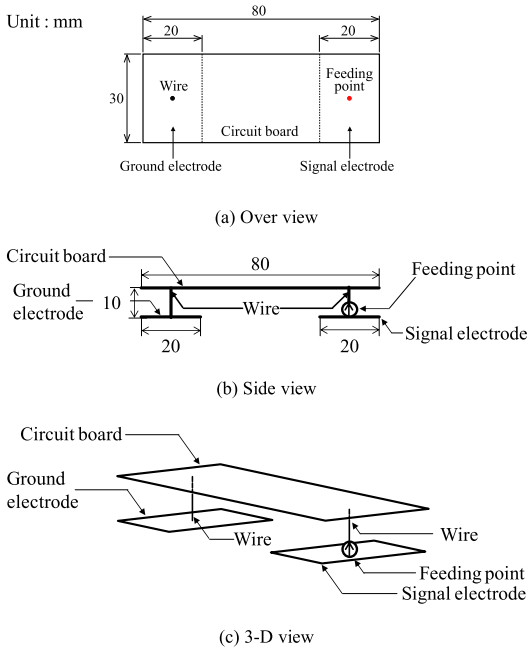 Unit : mm
80
20
20
30
Wire
Feeding
point
Circuit board
Ground electrode
Signal electrode
(a) Over view
Circuit board
80
Feeding point
Ground
electrode
10
Wire
Signal electrode
20
20
(b) Side view
Circuit board
Ground
electrode
Wire
Wire
Feeding point
Signal electrode
(c) 3-D view